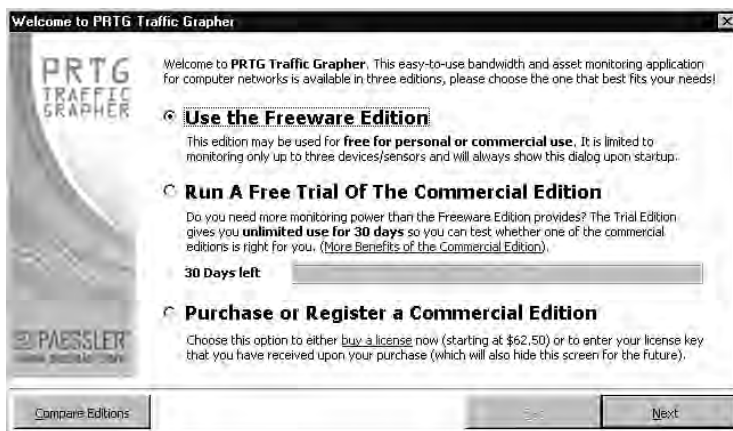 Welcome to PRTG Traffic Grapher
PRTG
TRAFFIC
GRAPHER
Welcome to PRTG Traffic Grapher. This easy-to-use bandwidth and asset monitoring application
for computer networks is available in three editions, please choose the one that best fits your needs!
Use the Freeware Edition
This edition may be used for free for personal or commercial use. It is
limited to
monitoring only up to three devices/sensors and will always show this dialog upon startup.
Run A Free Trial Of The Commercial Edition
Do you need more monitoring power than the Freeware Edition provides? The Trial Edition
gives you unlimited use for 30 days so you can test whether one of the commercial
editions is right for you. (More Benefits of the Commercial Edition).
30 Days left
Purchase or Register a Commercial Edition
Choose this option to either buy a license now (starting at $62.50) or to enter your license key
that you have received upon your purchase (which will also hide this screen for the future).
PAESSLER
Compare Editions
Next